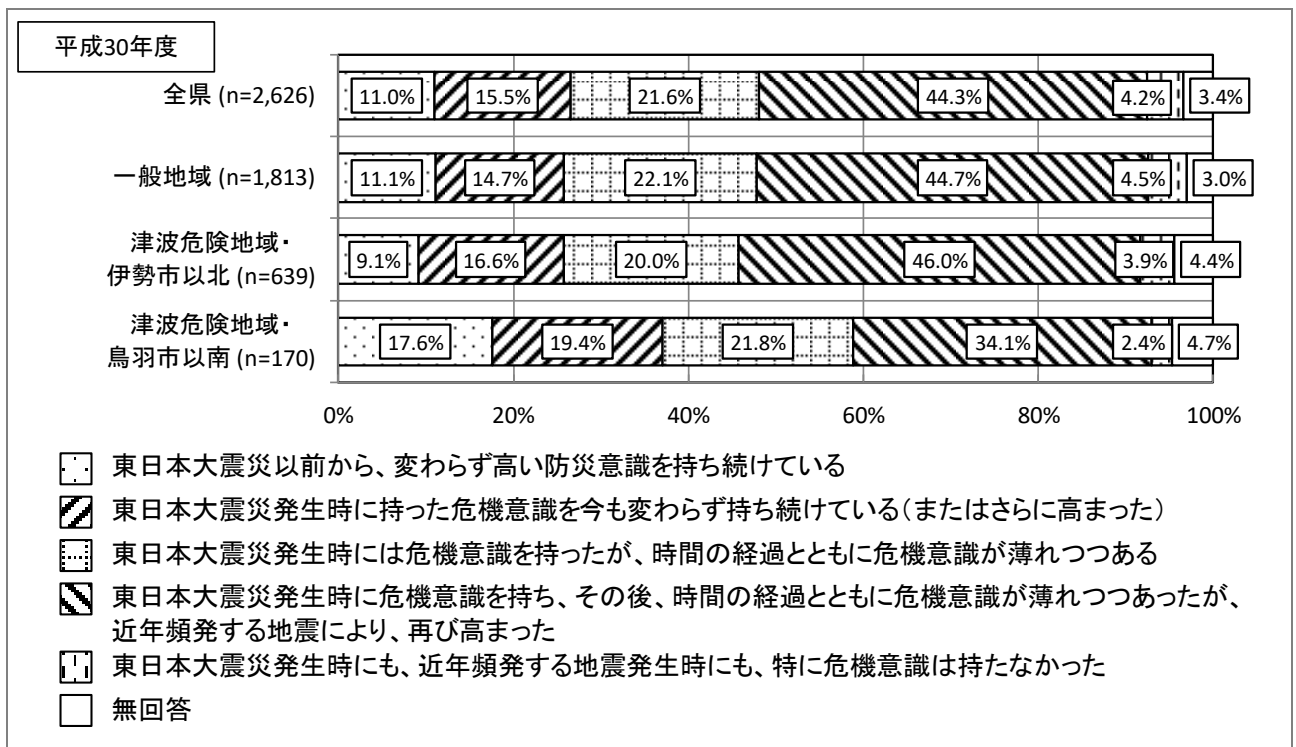 平成30年度
全県 (n=2,626)
11.0% 15.5% 21.6% 44.3% 4.2% 3.4%
一般地域 (n=1,813)
11.1% 14.7% 22.1% 44.7% 4.5% 3.0%
津波危険地域・
伊勢市以北 (n=639)
9.1% 16.6% 20.0% 46.0% 3.9% 4.4%
津波危険地域・
鳥羽市以南 (n=170)
17.6% 19.4% 21.8% 34.1% 2.4% 4.7%
0% 20% 40% 60% 80% 100%
東日本大震災以前から、変わらず高い防災意識を持ち続けている
東日本大震災発生時に持った危機意識を今も変わらず持ち続けている(またはさらに高まった)
東日本大震災発生時には危機意識を持ったが、時間の経過とともに危機意識が薄れつつある
東日本大震災発生時に危機意識を持ち、その後、時間の経過とともに危機意識が薄れつつあったが、
近年頻発する地震により、再び高まった
東日本大震災発生時にも、近年頻発する地震発生時にも、特に危機意識は持たなかった
無回答